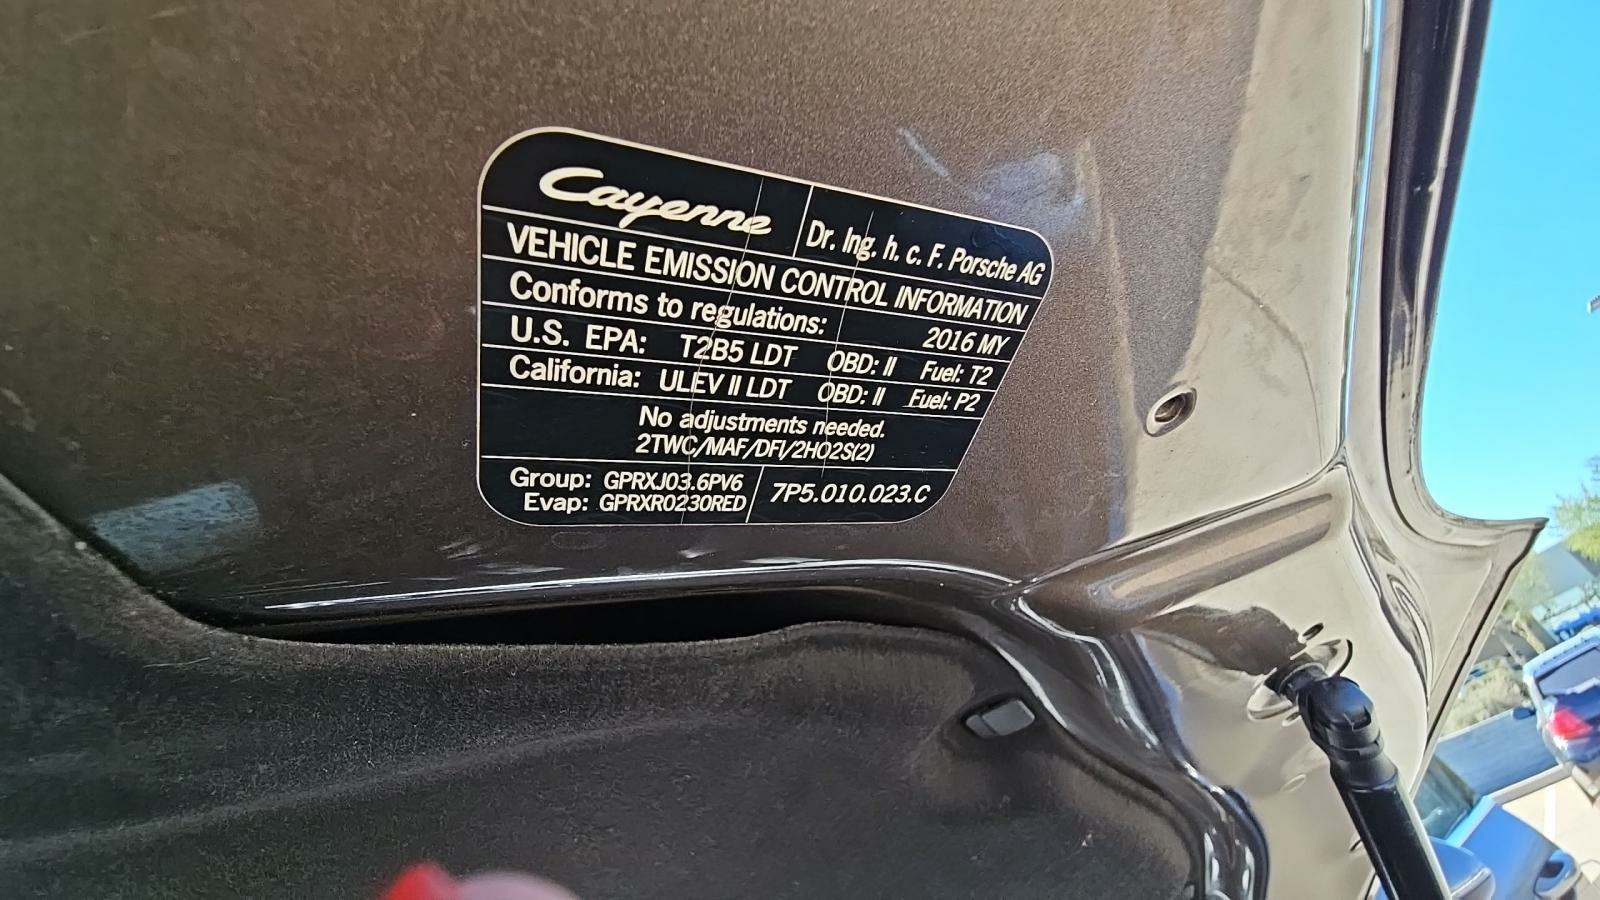 Cayenne
Dr. Ing. h. c. F. Porsche AG
VEHICLE EMISSION CONTROL INFORMATION
Conforms to regulations: 2016 MY
U.S. EPA: T2B5 LDT OBD: II Fuel: T2
California: ULEV II LDT OBD: II Fuel: P2
No adjustments needed.
2TWC/MAF/DFI/2HO2S(2)
Group: GPRXJ03.6PV6
Evap: GPRXR0230RED
7P5.010.023.C